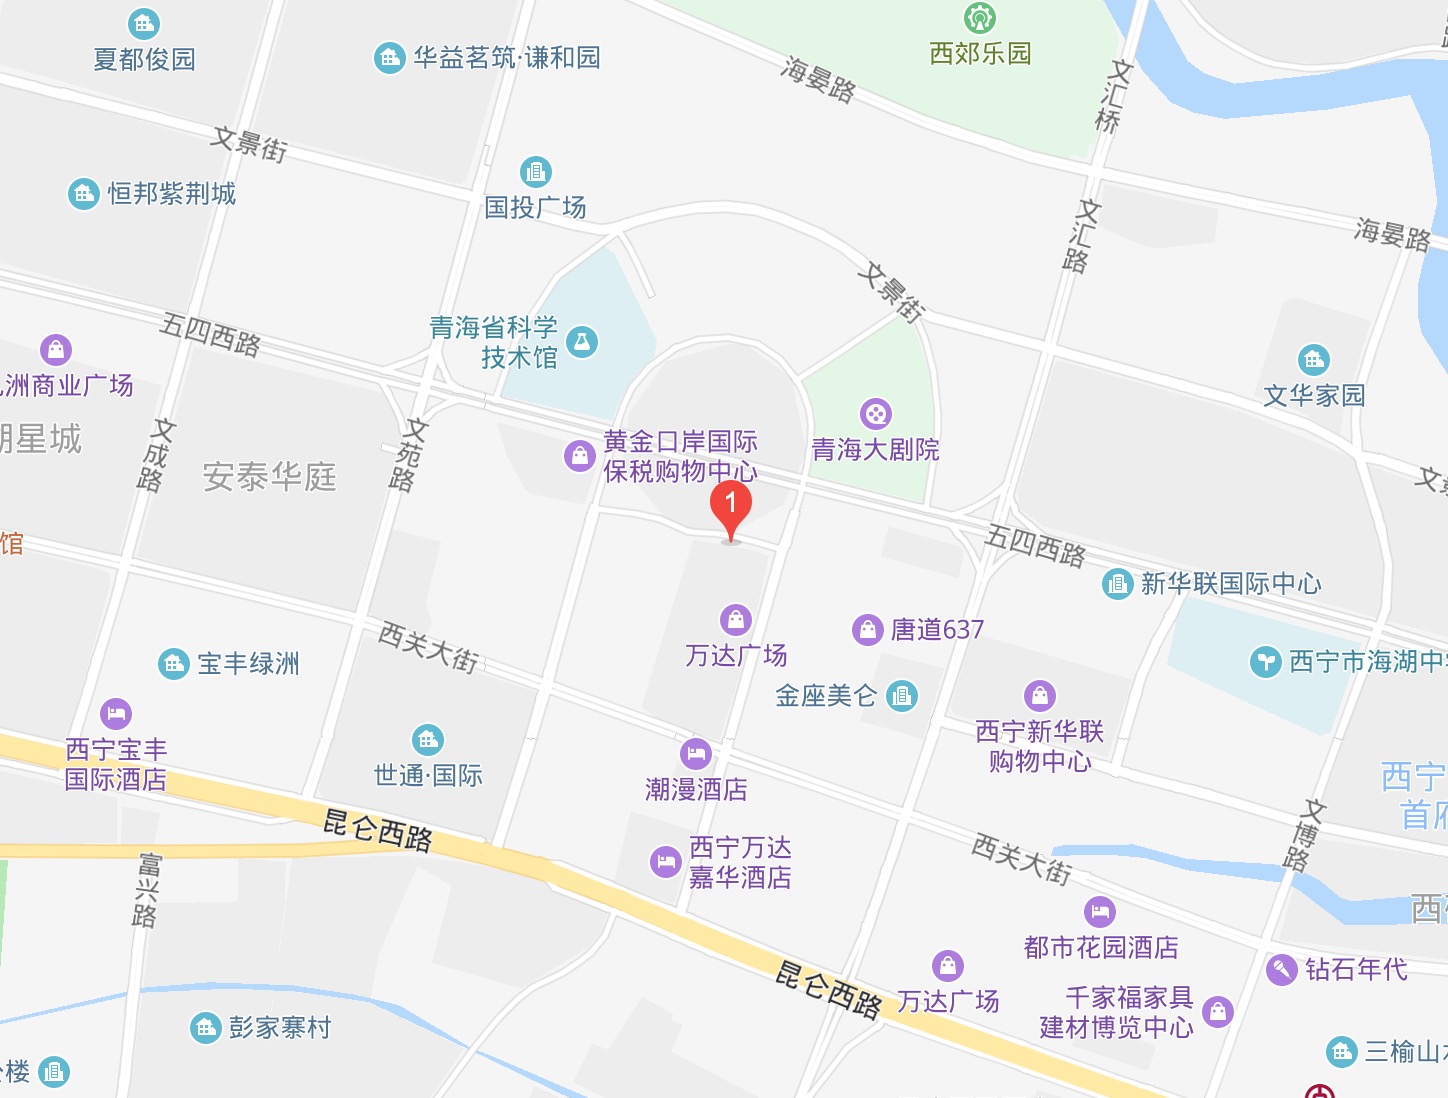 夏都俊园
华益茗筑·谦和园
西郊乐园
海晏路
文汇桥
文景街
恒邦紫荆城
国投广场
文汇路
海晏路
文景街
五四西路
青海省科学
技术馆
洲商业广场
文华家园
文成路
文苑路
星城
安泰华庭
黄金口岸国际
保税购物中心
青海大剧院
1
文景
馆
五四西路
新华联国际中心
西关大街
宝丰绿洲
万达广场
唐道637
西宁市海湖中
金座美仑
西宁宝丰
国际酒店
世通·国际
潮漫酒店
西宁新华联
购物中心
西宁
首府
昆仑西路
西宁万达
嘉华酒店
西关大街
文博路
富兴路
西
都市花园酒店
钻石年代
昆仑西路
万达广场
千家福家具
建材博览中心
彭家寨村
三榆山水
楼